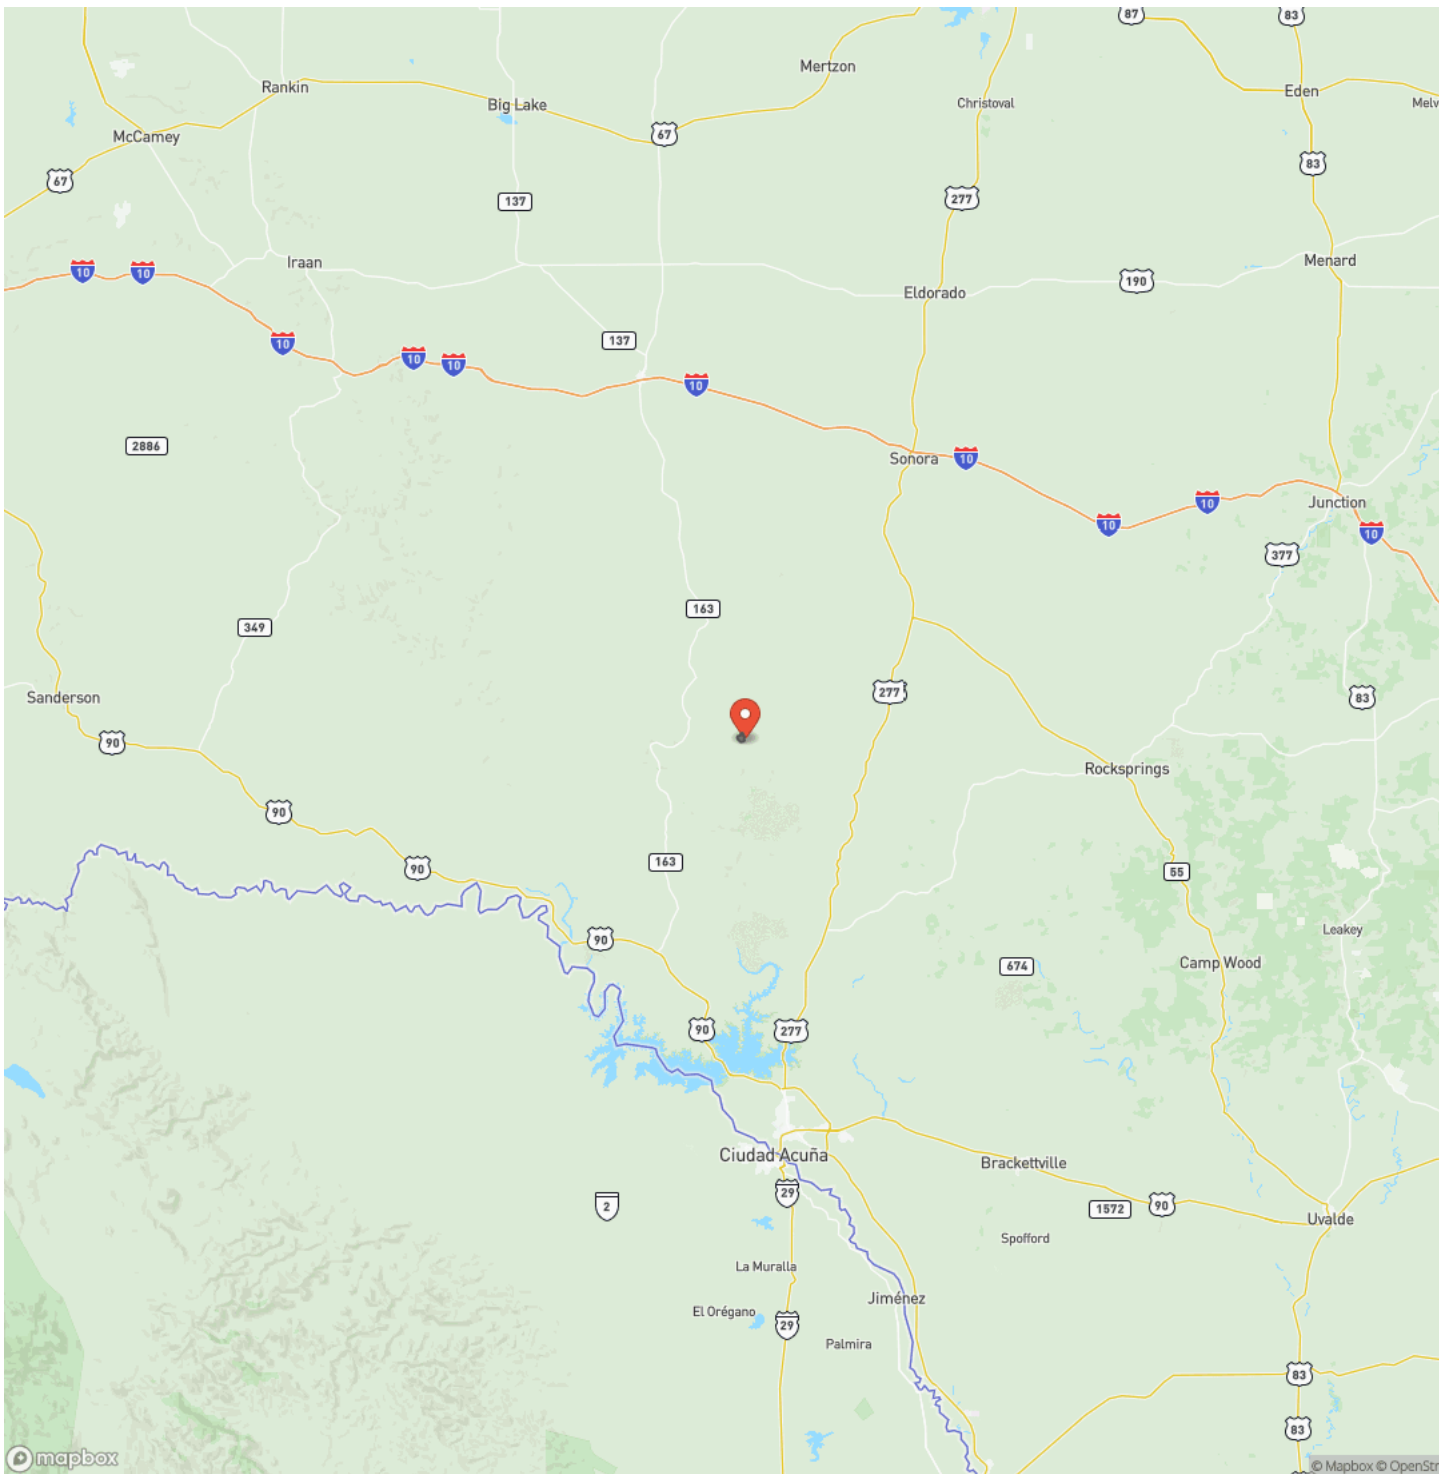 87
83
Mertzon
Rankin
Eden
Big Lake
Christoval
Melv
McCamey
67
83
67
137
277
Menard
Iraan
10
10
190
Eldorado
137
10
10
10
10
2886
Sonora
10
Junction
10
10
10
377
163
349
277
Sanderson
83
90
Rocksprings
90
163
90
55
Leakey
90
Camp Wood
674
90
277
Ciudad Acuña
Brackettville
29
2
90
1572
Uvalde
Spofford
La Muralla
Jiménez
El Orégano
29
Palmira
83
83
mapbox
© Mapbox © OpenStr